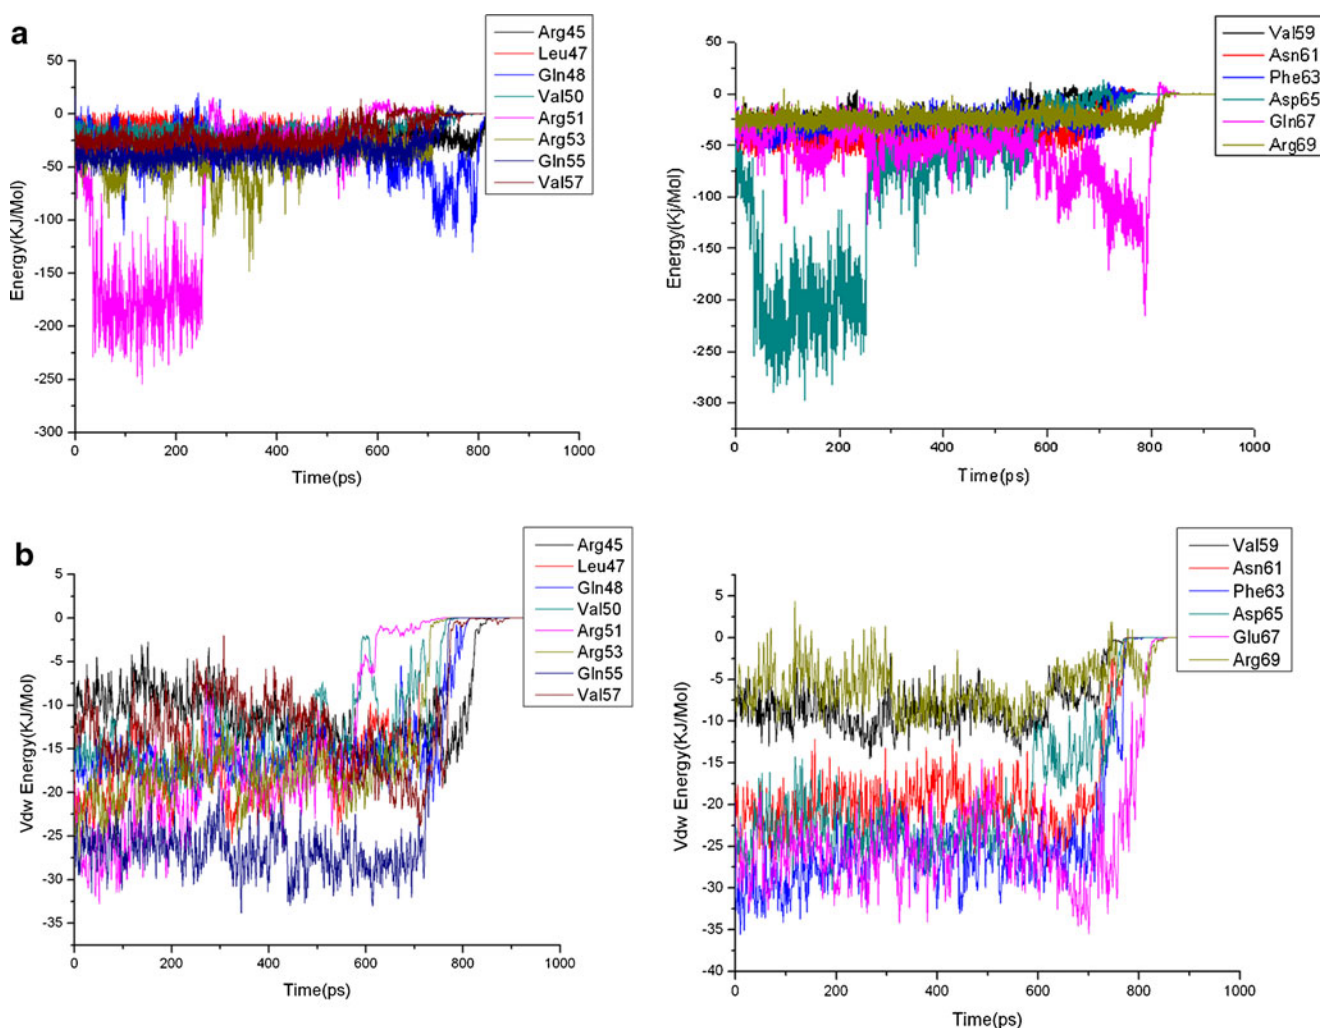 a
Arg45
Leu47
Gln48
Val50
Arg51
Arg53
Gln55
Val57
50
0
-50
-100
-150
-200
-250
-300
Energy(KJ/Mol)
0 200 400 600 800 1000
Time(ps)
Val59
Asn61
Phe63
Asp65
Gln67
Arg69
50
0
-50
-100
-150
-200
-250
-300
Energy(Kj/Mol)
0 200 400 600 800 1000
Time(ps)
b
Arg45
Leu47
Gln48
Val50
Arg51
Arg53
Gln55
Val57
5
0
-5
-10
-15
-20
-25
-30
-35
Vdw Energy(KJ/Mol)
0 200 400 600 800 1000
Time(ps)
Val59
Asn61
Phe63
Asp65
Glu67
Arg69
5
0
-5
-10
-15
-20
-25
-30
-35
-40
Vdw Energy(KJ/Mol)
0 200 400 600 800 1000
Time(ps)